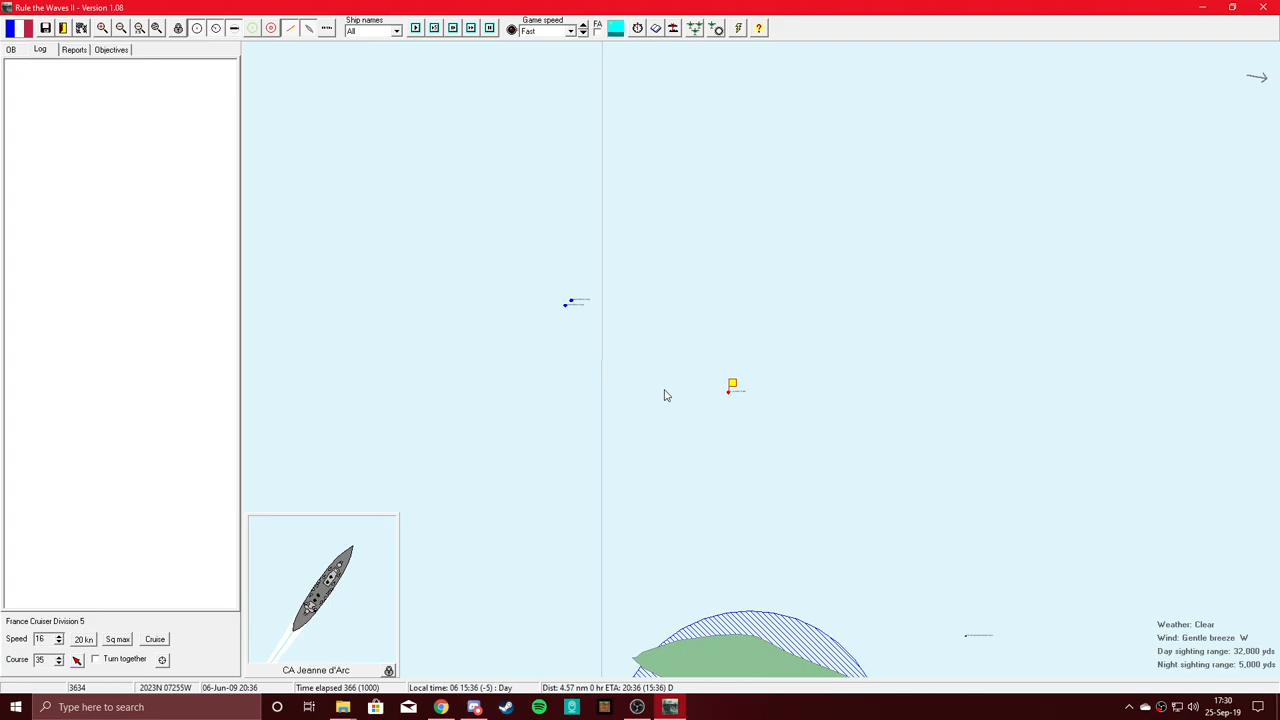 Rule the Waves II - Version 1.08
Ship names
All
Game speed
Fast
FA
OB
Log
Reports
Objectives
France Cruiser Division 5
Speed
16
20 kn
Sq max
Cruise
Course
35
Turn together
CA Jeanne d'Arc
Weather: Clear
Wind: Gentle breeze W
Day sighting range: 32,000 yds
Night sighting range: 5,000 yds
3634
2023N 07255W
06-Jun-09 20:36
Time elapsed 366 (1000)
Local time: 06 15:36 (-5) : Day
Dist: 4.57 nm 0 hr ETA: 20:36 (15:36) D
Type here to search
17:30
25-Sep-19